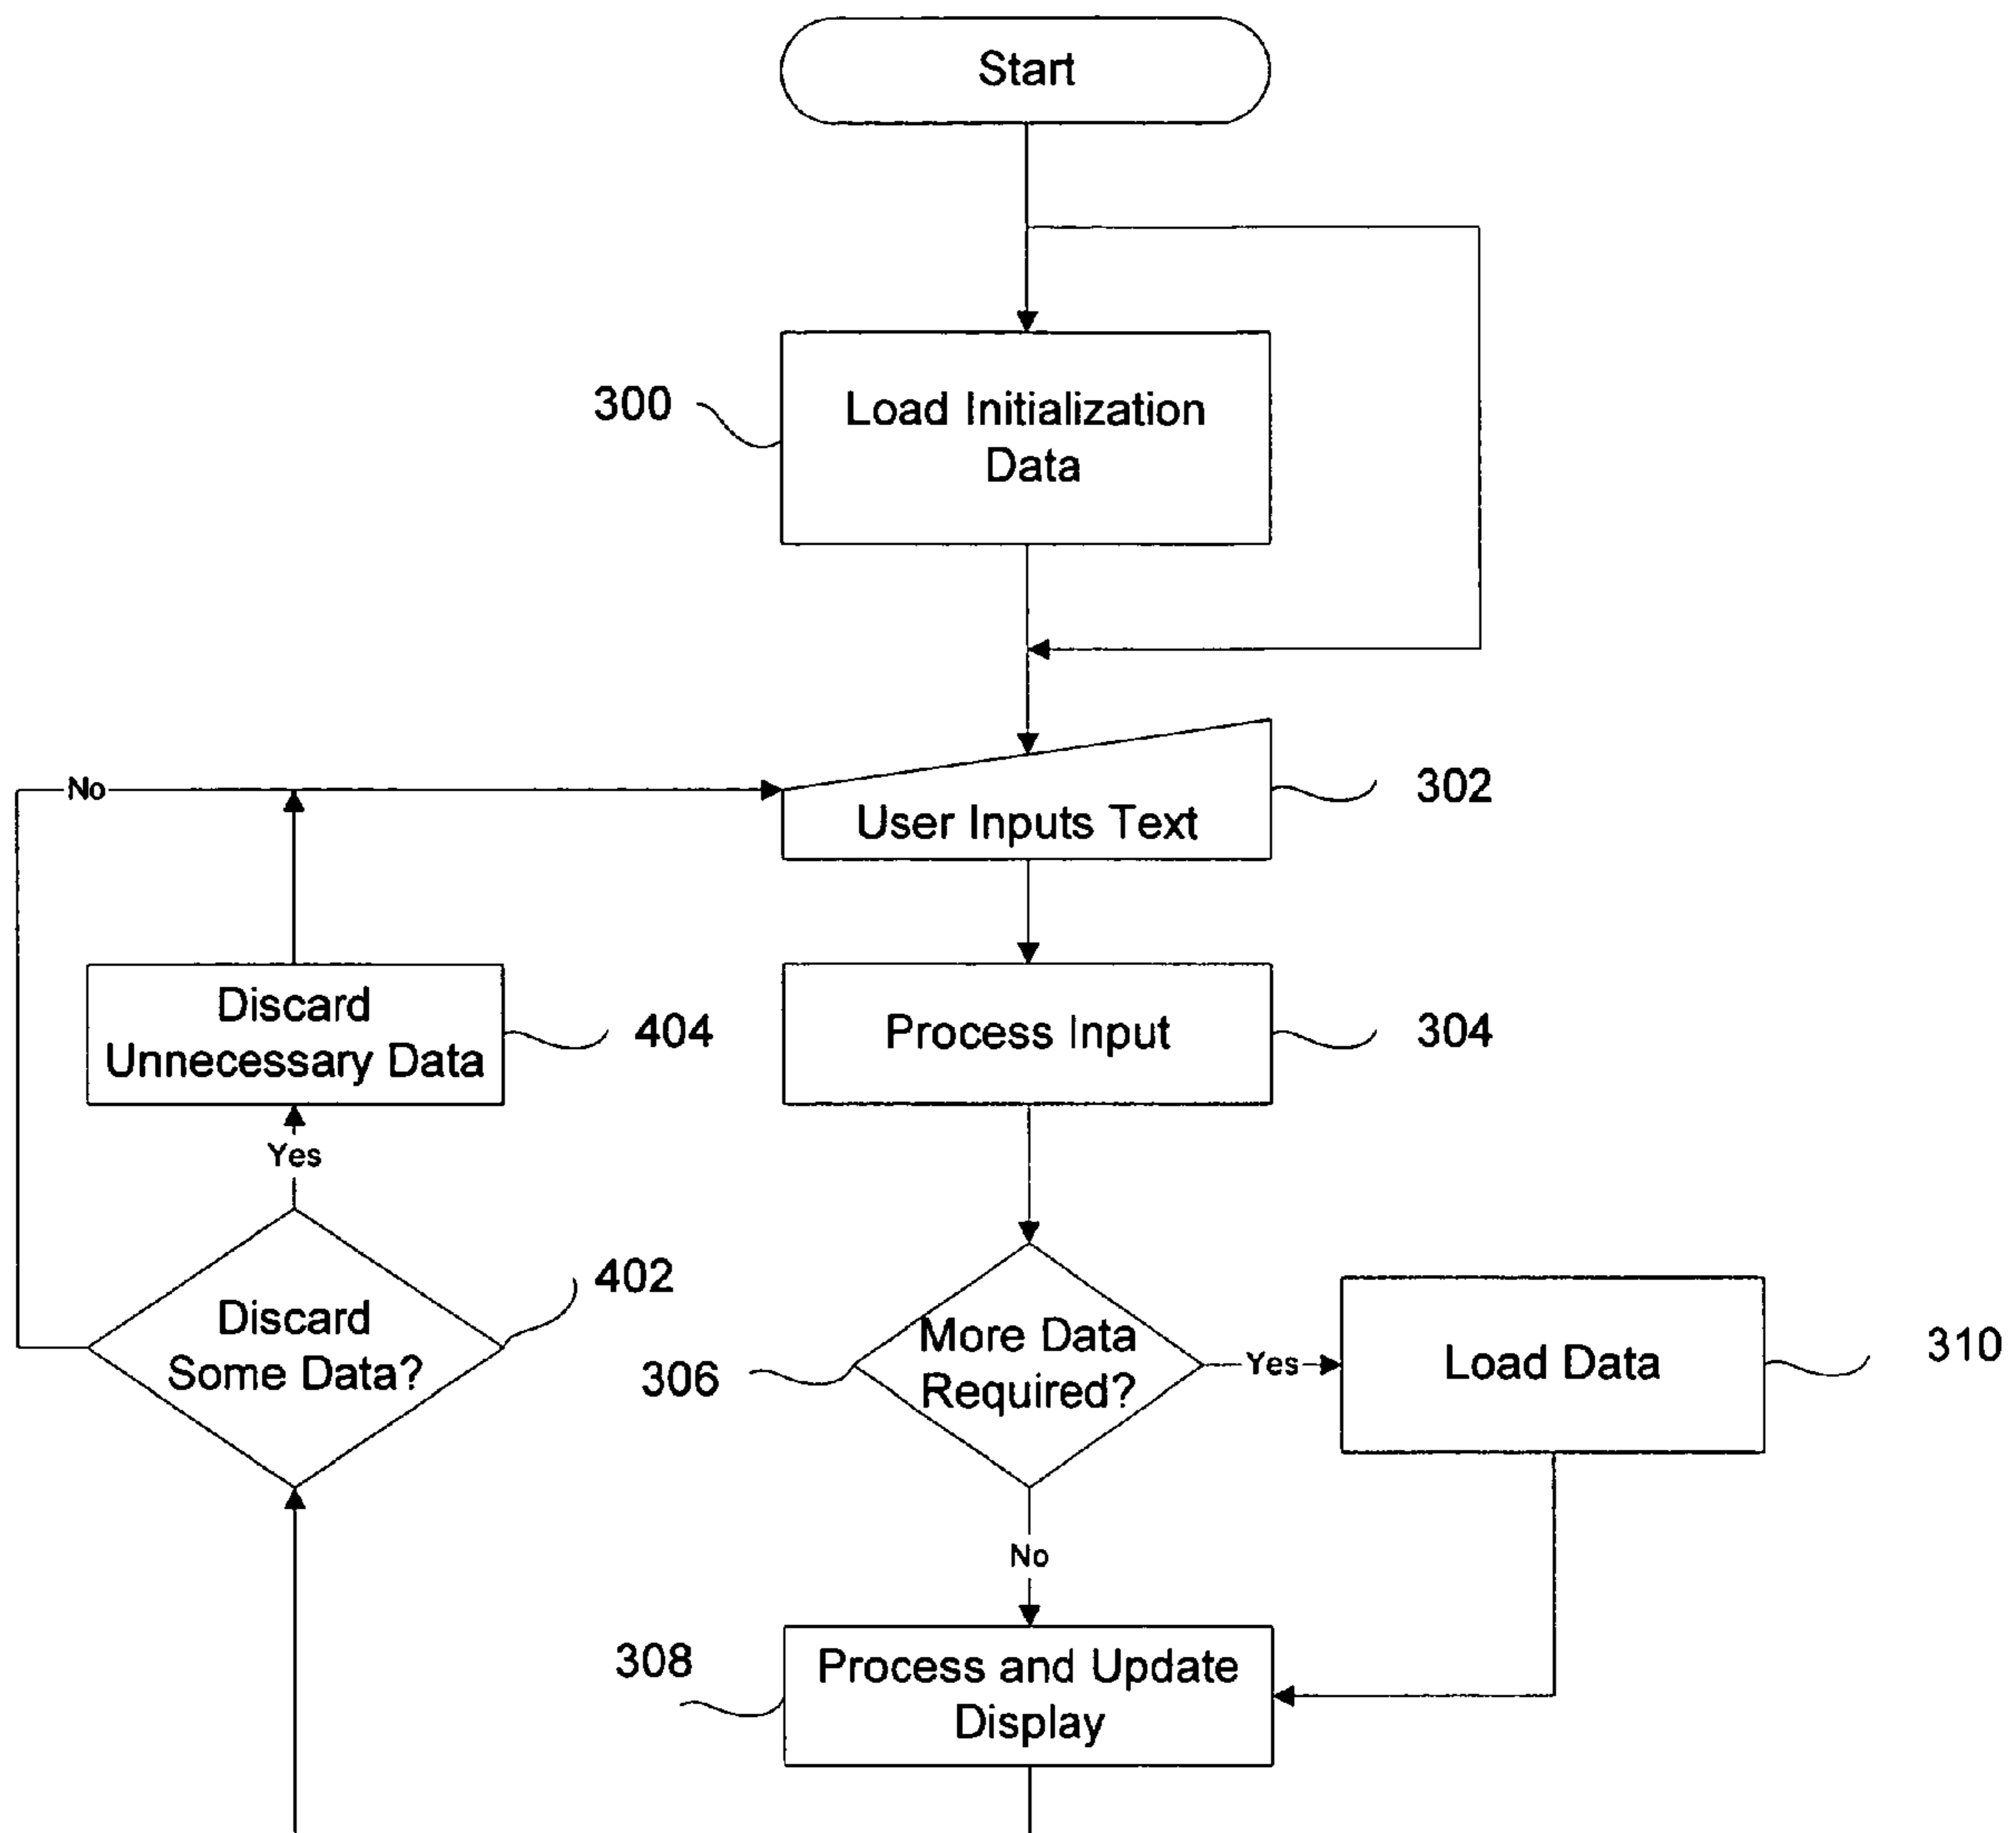 Start
300
Load Initialization
Data
No
302
User Inputs Text
Discard
Unnecessary Data
404
Process Input
304
Yes
402
Discard
Some Data?
306
More Data
Required?
Yes
Load Data
310
No
308
Process and Update
Display